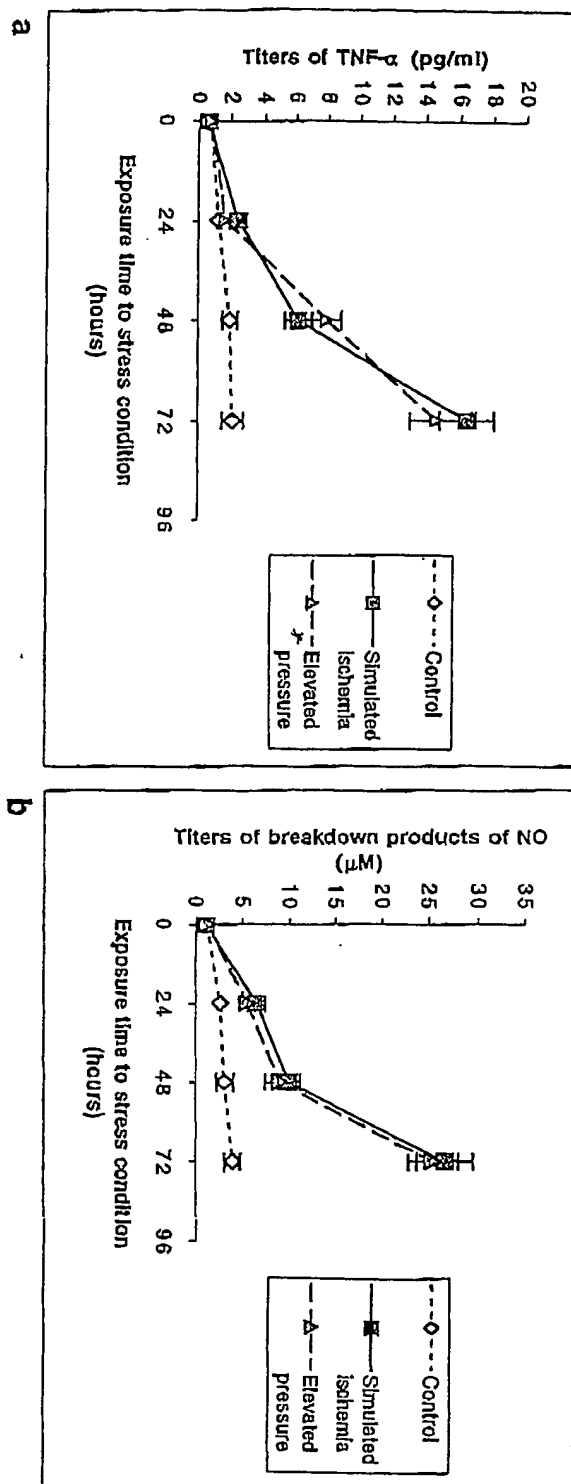 a
Titers of TNF-α (pg/ml)
20
18
16
14
12
10
8
6
4
2
0
0
24
48
72
96
Exposure time to stress condition
(hours)
Control
Simulated
Ischemia
Elevated
pressure
b
Titers of breakdown products of NO
(μM)
35
30
25
20
15
10
5
0
0
24
48
72
96
Exposure time to stress condition
(hours)
Control
Simulated
ischemia
Elevated
pressure